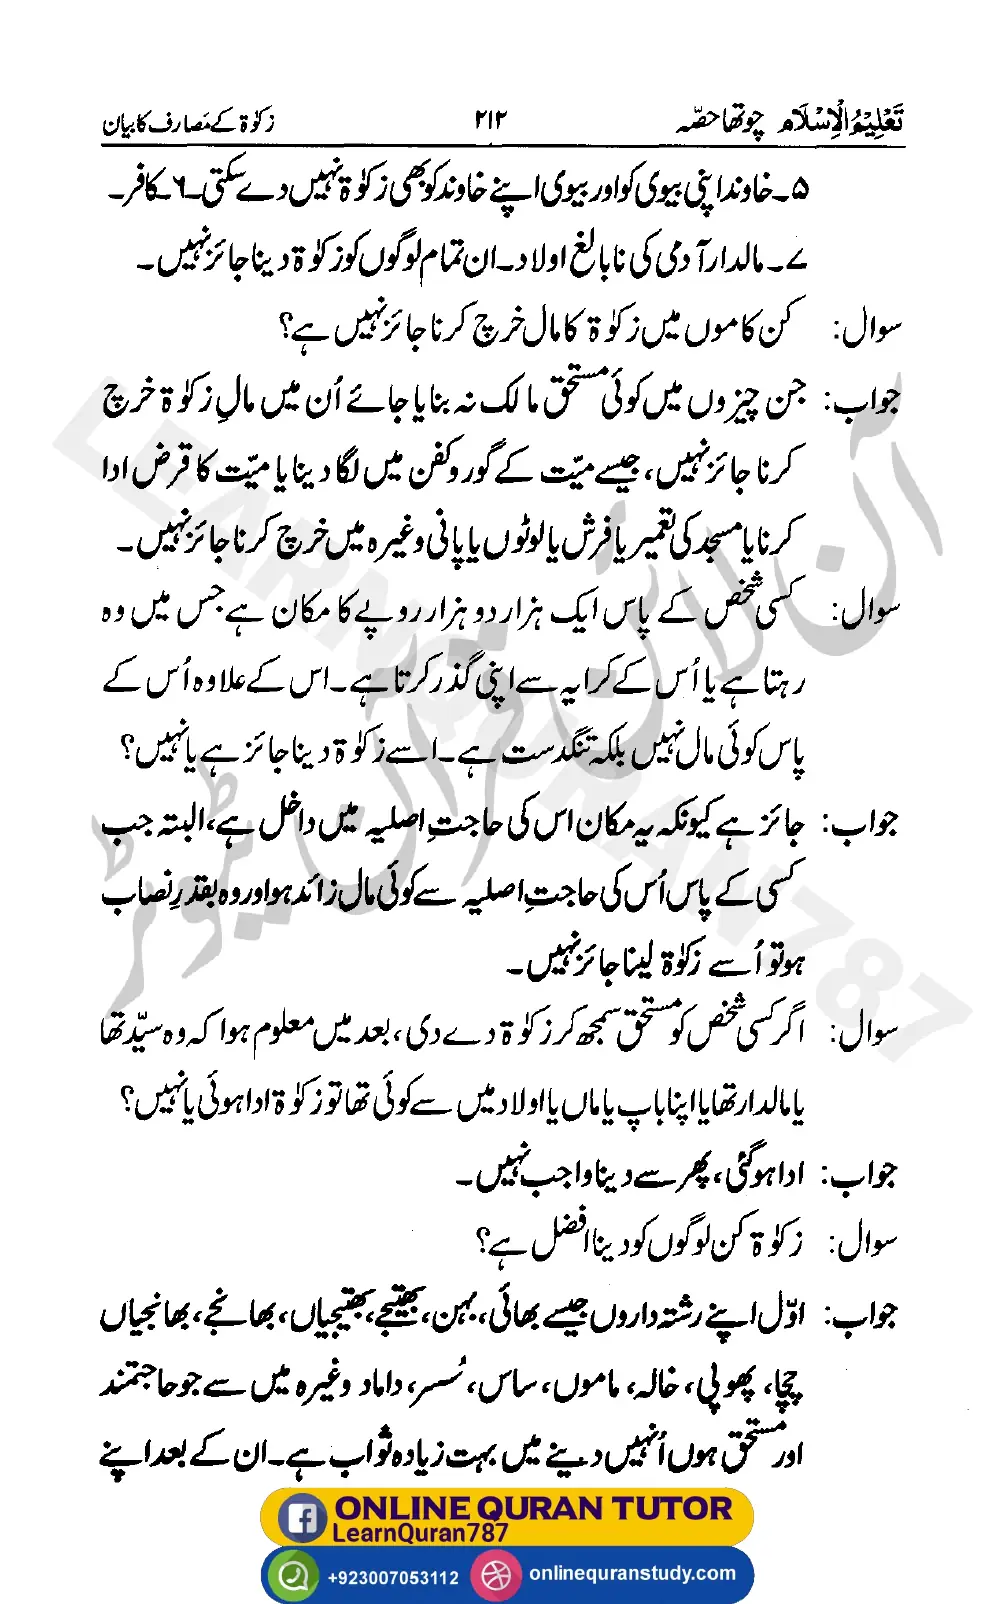 تَعْلِيْمُ الْاِسْلَام چوتھا حصّہ ۲۱۲ زکوٰۃ کے مَصارف کا بیان
۵۔ خاوند اپنی بیوی کو اور بیوی اپنے خاوند کو بھی زکوٰۃ نہیں دے سکتی۔ ۶۔ کافر۔
۷۔ مالدار آدمی کی نابالغ اولاد۔ ان تمام لوگوں کو زکوٰۃ دینا جائز نہیں۔
سوال: کن کاموں میں زکوٰۃ کا مال خرچ کرنا جائز نہیں ہے؟
جواب: جن چیزوں میں کوئی مستحق مالک نہ بنایا جائے اُن میں مالِ زکوٰۃ خرچ
کرنا جائز نہیں، جیسے میّت کے گور و کفن میں لگا دینا یا میّت کا قرض ادا
کرنا یا مسجد کی تعمیر یا فرش یا لوٹوں یا پانی وغیرہ میں خرچ کرنا جائز نہیں۔
سوال: کسی شخص کے پاس ایک ہزار دو ہزار روپے کا مکان ہے جس میں وہ
رہتا ہے یا اُس کے کرایہ سے اپنی گذر کرتا ہے۔ اس کے علاوہ اُس کے
پاس کوئی مال نہیں بلکہ تنگدست ہے۔ اسے زکوٰۃ دینا جائز ہے یا نہیں؟
جواب: جائز ہے کیونکہ یہ مکان اس کی حاجتِ اصلیہ میں داخل ہے، البتہ جب
کسی کے پاس اُس کی حاجتِ اصلیہ سے کوئی مال زائد ہو اور وہ بقدرِ نصاب
ہو تو اُسے زکوٰۃ لینا جائز نہیں۔
سوال: اگر کسی شخص کو مستحق سمجھ کر زکوٰۃ دے دی، بعد میں معلوم ہوا کہ وہ سیّد تھا
یا مالدار تھا یا اپنا باپ یا ماں یا اولاد میں سے کوئی تھا تو زکوٰۃ ادا ہوئی یا نہیں؟
جواب: ادا ہوگئی، پھر سے دینا واجب نہیں۔
سوال: زکوٰۃ کن لوگوں کو دینا افضل ہے؟
جواب: اوّل اپنے رشتہ داروں جیسے بھائی، بہن، بھتیجے، بھتیجیاں، بھانجے، بھانجیاں
چچا، پھوپی، خالہ، ماموں، ساس، سُسر، داماد وغیرہ میں سے جو حاجتمند
اور مستحق ہوں اُنہیں دینے میں بہت زیادہ ثواب ہے۔ ان کے بعد اپنے
آن لائن قرآن ٹیوٹر
LEARNQURAN787
ONLINE QURAN TUTOR
LearnQuran787
+923007053112
onlinequranstudy.com